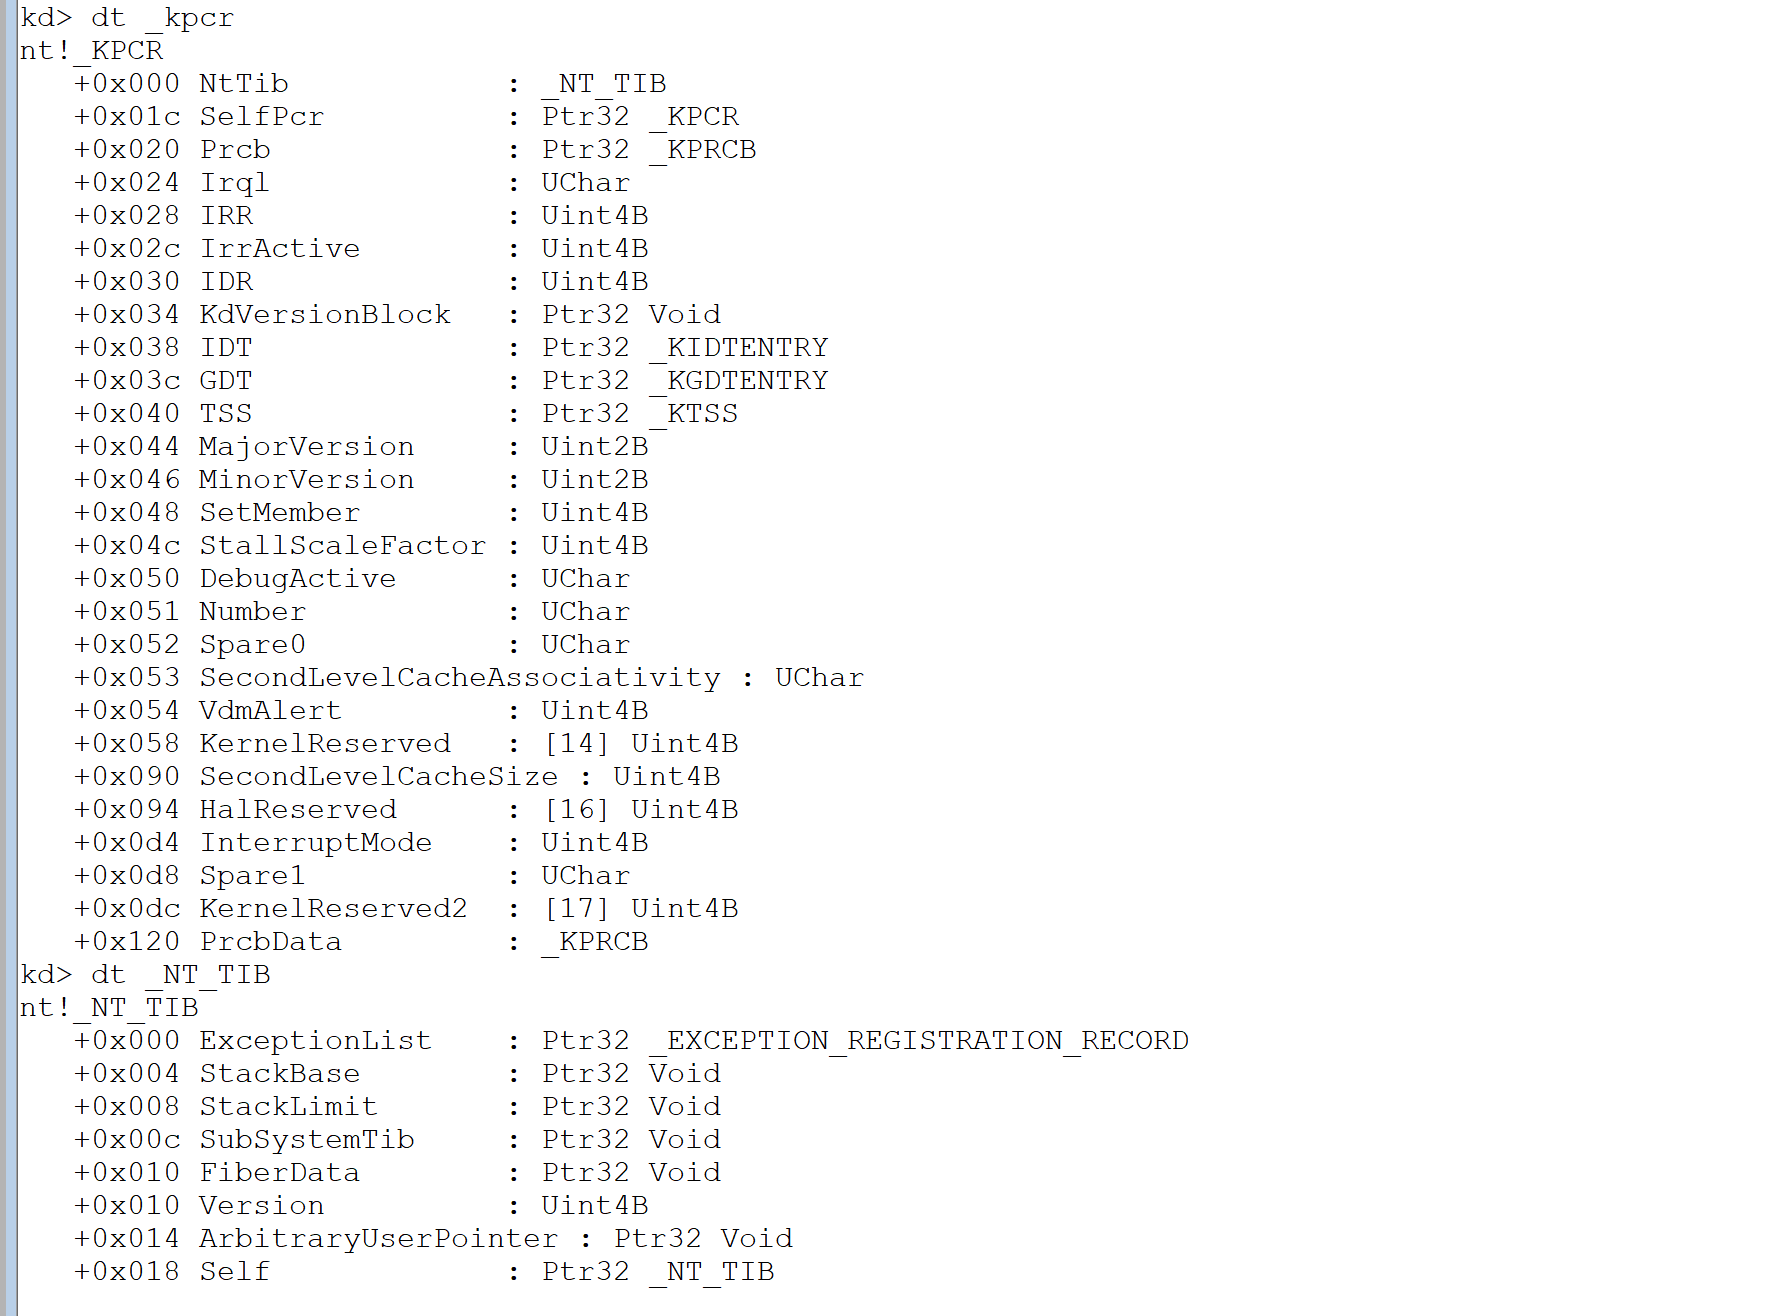 kd> dt _kpcr
nt!_KPCR
   +0x000 NtTib            : _NT_TIB
   +0x01c SelfPcr          : Ptr32 _KPCR
   +0x020 Prcb             : Ptr32 _KPRCB
   +0x024 Irql             : UChar
   +0x028 IRR              : Uint4B
   +0x02c IrrActive        : Uint4B
   +0x030 IDR              : Uint4B
   +0x034 KdVersionBlock   : Ptr32 Void
   +0x038 IDT              : Ptr32 _KIDTENTRY
   +0x03c GDT              : Ptr32 _KGDTENTRY
   +0x040 TSS              : Ptr32 _KTSS
   +0x044 MajorVersion     : Uint2B
   +0x046 MinorVersion     : Uint2B
   +0x048 SetMember        : Uint4B
   +0x04c StallScaleFactor : Uint4B
   +0x050 DebugActive      : UChar
   +0x051 Number           : UChar
   +0x052 Spare0           : UChar
   +0x053 SecondLevelCacheAssociativity : UChar
   +0x054 VdmAlert         : Uint4B
   +0x058 KernelReserved   : [14] Uint4B
   +0x090 SecondLevelCacheSize : Uint4B
   +0x094 HalReserved      : [16] Uint4B
   +0x0d4 InterruptMode    : Uint4B
   +0x0d8 Spare1           : UChar
   +0x0dc KernelReserved2  : [17] Uint4B
   +0x120 PrcbData         : _KPRCB
kd> dt _NT_TIB
nt!_NT_TIB
   +0x000 ExceptionList    : Ptr32 _EXCEPTION_REGISTRATION_RECORD
   +0x004 StackBase        : Ptr32 Void
   +0x008 StackLimit       : Ptr32 Void
   +0x00c SubSystemTib     : Ptr32 Void
   +0x010 FiberData        : Ptr32 Void
   +0x010 Version          : Uint4B
   +0x014 ArbitraryUserPointer : Ptr32 Void
   +0x018 Self             : Ptr32 _NT_TIB